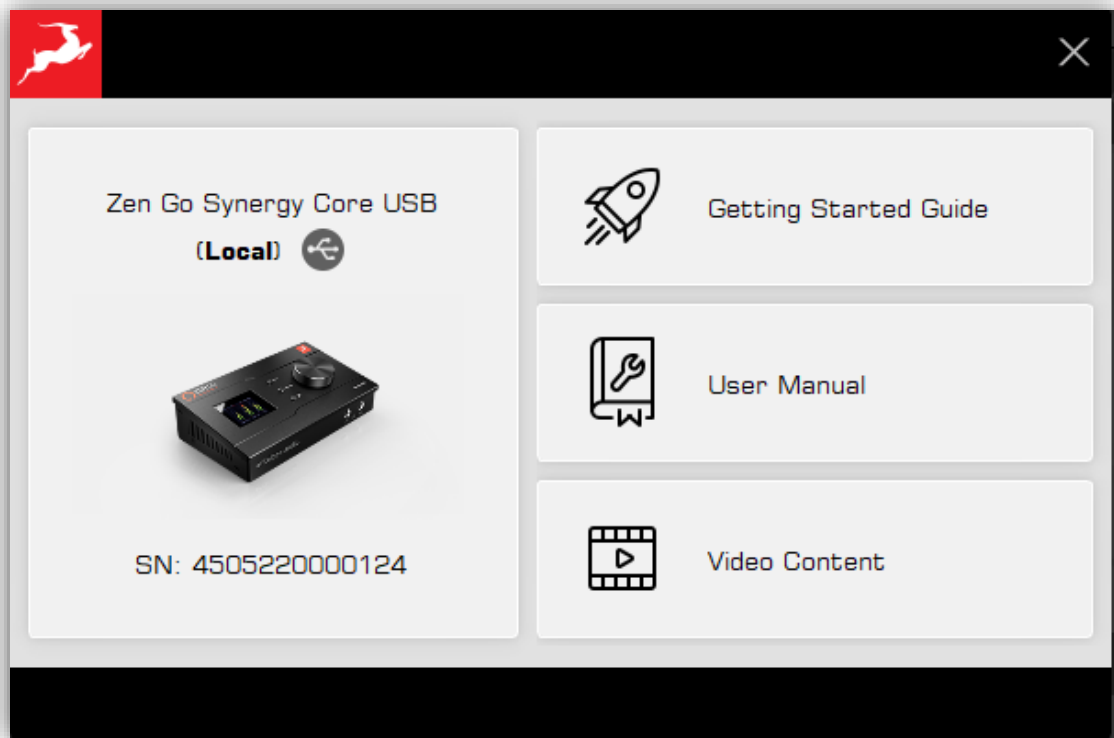 Zen Go Synergy Core USB
(Local)
SN: 4505220000124
Getting Started Guide
User Manual
Video Content